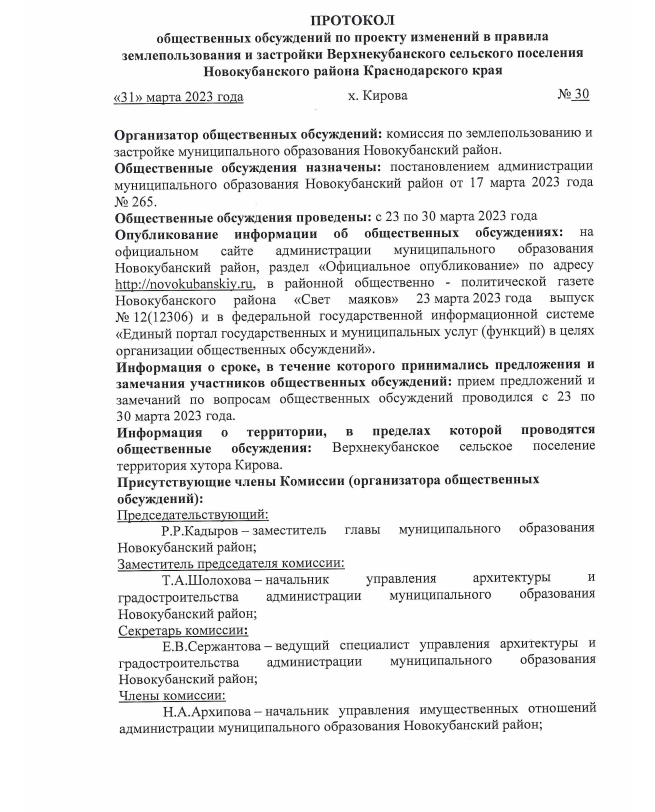 ПРОТОКОЛ
общественных обсуждений по проекту изменений в правила
землепользования и застройки Верхнекубанского сельского поселения
Новокубанского района Краснодарского края
«31» марта 2023 года х. Кирова № 30
Организатор общественных обсуждений: комиссия по землепользованию и
застройке муниципального образования Новокубанский район.
Общественные обсуждения назначены: постановлением администрации
муниципального образования Новокубанский район от 17 марта 2023 года
№ 265.
Общественные обсуждения проведены: с 23 по 30 марта 2023 года
Опубликование информации об общественных обсуждениях: на
официальном сайте администрации муниципального образования
Новокубанский район, раздел «Официальное опубликование» по адресу
http://novokubanskiy.ru, в районной общественно - политической газете
Новокубанского района «Свет маяков» 23 марта 2023 года выпуск
№ 12(12306) и в федеральной государственной информационной системе
«Единый портал государственных и муниципальных услуг (функций) в целях
организации общественных обсуждений».
Информация о сроке, в течение которого принимались предложения и
замечания участников общественных обсуждений: прием предложений и
замечаний по вопросам общественных обсуждений проводился с 23 по
30 марта 2023 года.
Информация о территории, в пределах которой проводятся
общественные обсуждения: Верхнекубанское сельское поселение
территория хутора Кирова.
Присутствующие члены Комиссии (организатора общественных
обсуждений):
Председательствующий:
Р.Р.Кадыров – заместитель главы муниципального образования
Новокубанский район;
Заместитель председателя комиссии:
Т.А.Шолохова – начальник управления архитектуры и
градостроительства администрации муниципального образования
Новокубанский район;
Секретарь комиссии:
Е.В.Сержантова – ведущий специалист управления архитектуры и
градостроительства администрации муниципального образования
Новокубанский район;
Члены комиссии:
Н.А.Архипова – начальник управления имущественных отношений
администрации муниципального образования Новокубанский район;